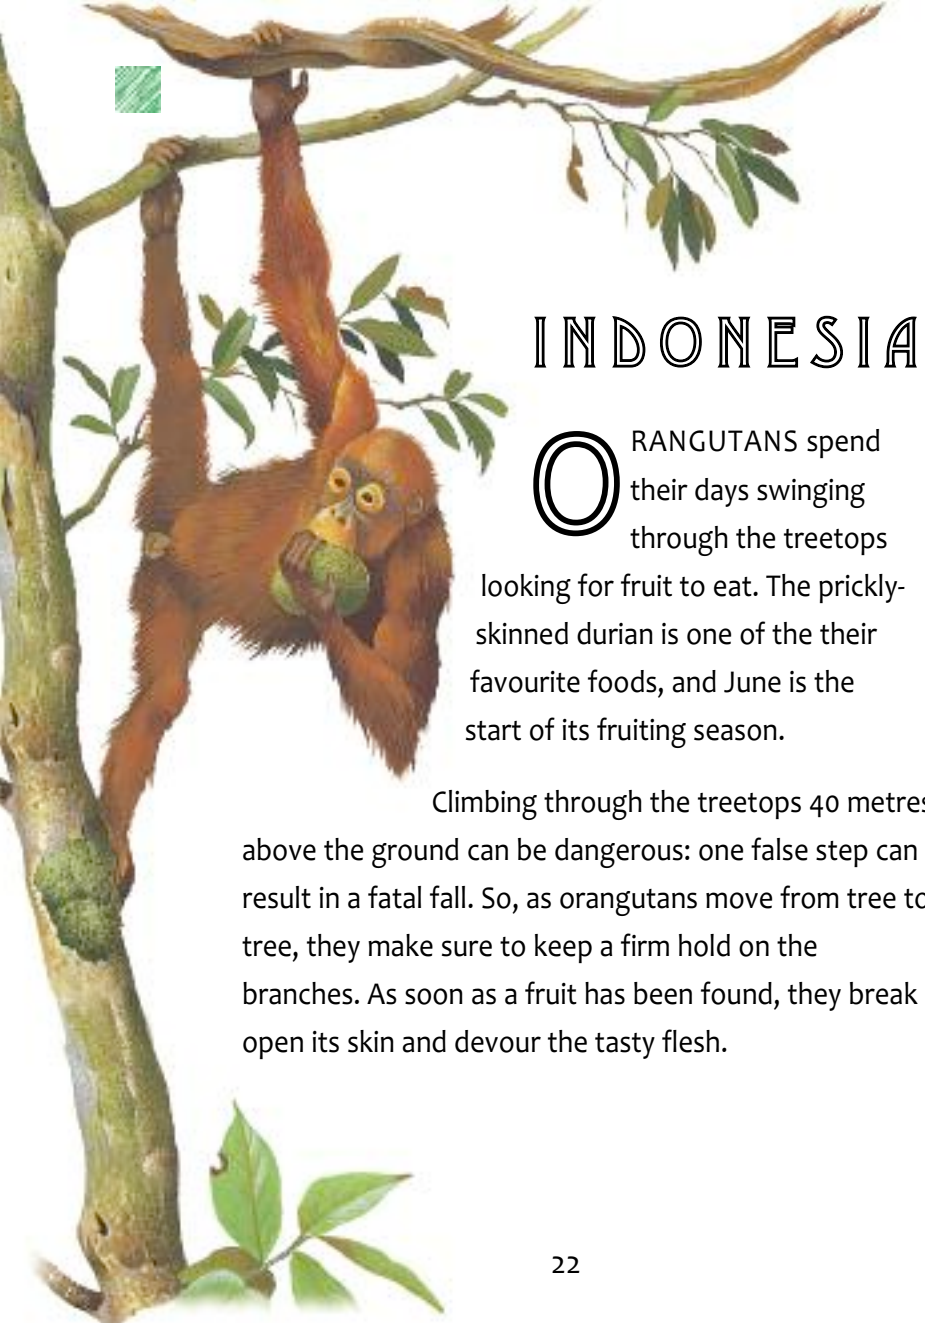 INDONESIA
ORANGUTANS spend
their days swinging
through the treetops
looking for fruit to eat. The prickly-
skinned durian is one of the their
favourite foods, and June is the
start of its fruiting season.
Climbing through the treetops 40 metres
above the ground can be dangerous: one false step can
result in a fatal fall. So, as orangutans move from tree to
tree, they make sure to keep a firm hold on the
branches. As soon as a fruit has been found, they break
open its skin and devour the tasty flesh.
22